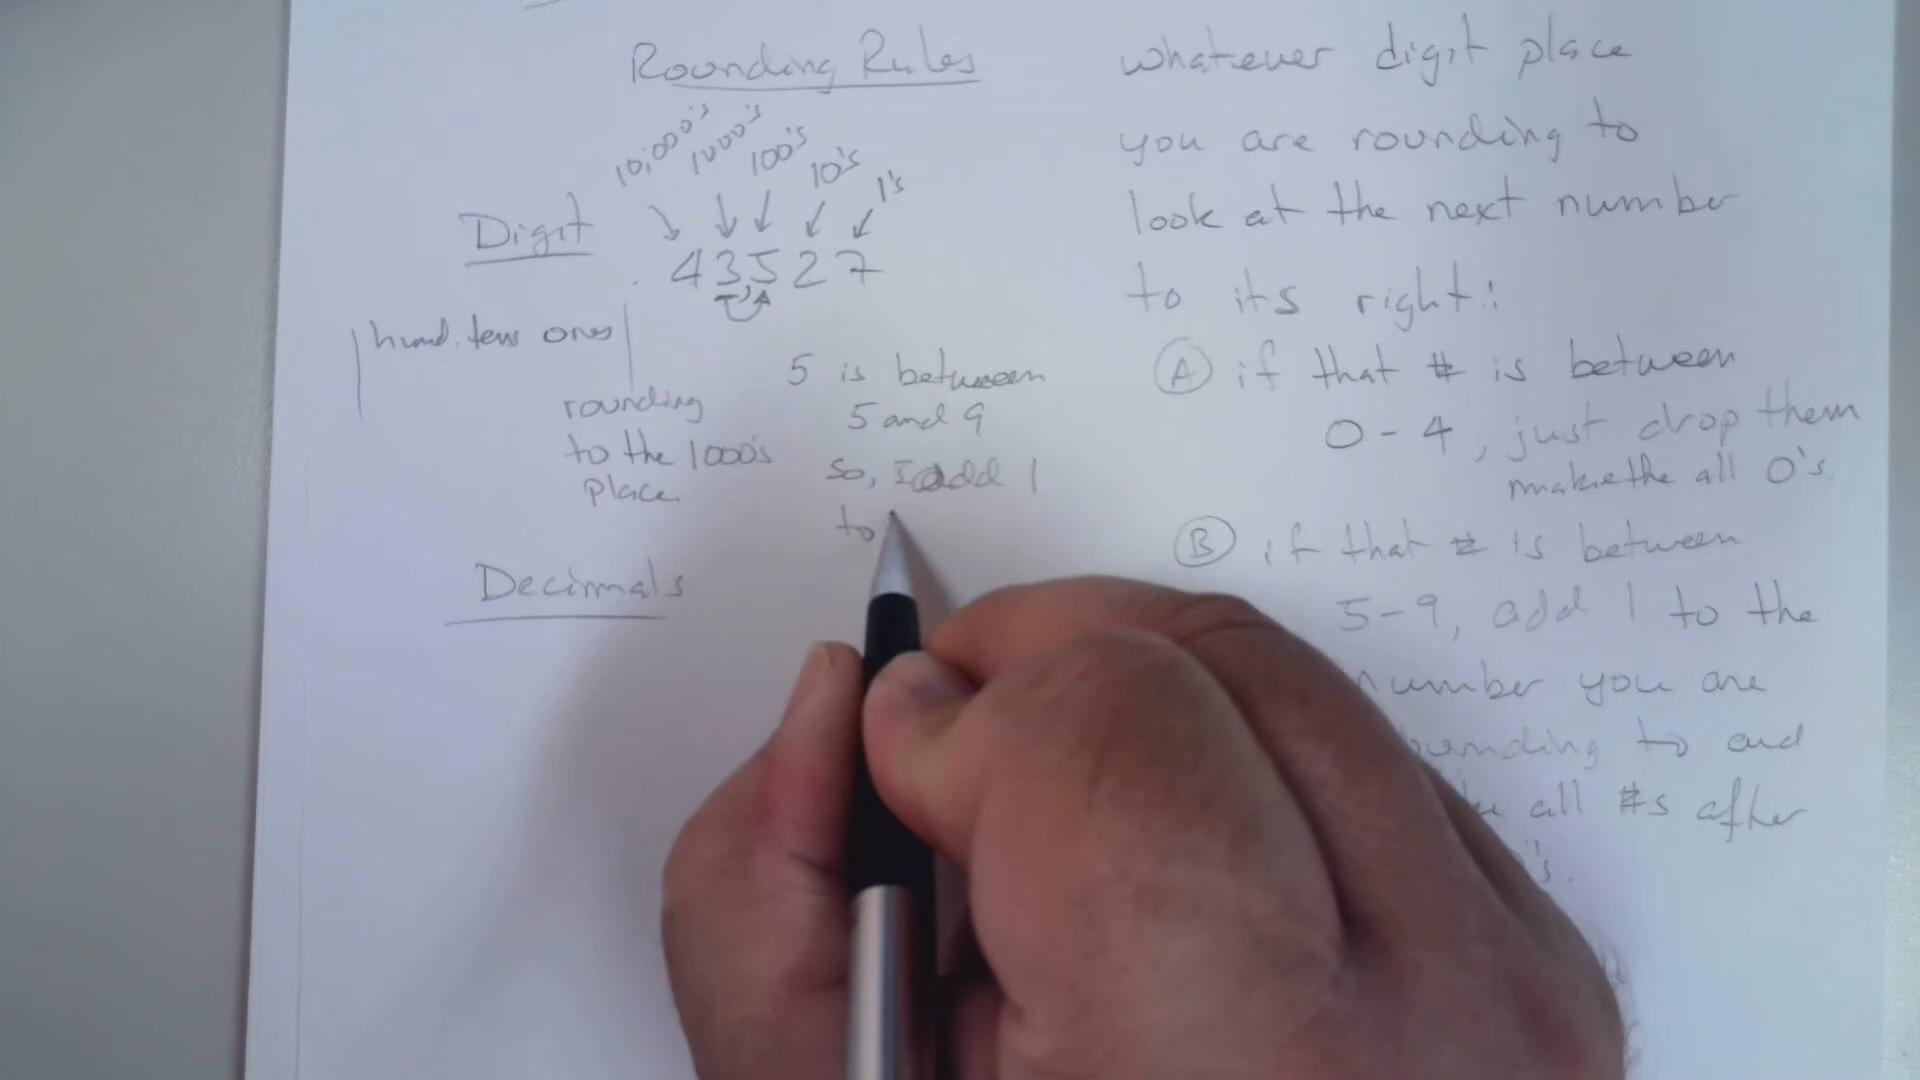 Rounding Rules
10,000's 1000's 100's 10's 1's
Digit
43527
hund. tens ones
rounding
to the 1000's
place.
5 is between
5 and 9
so, I add 1
to
Decimals
whatever digit place
you are rounding to
look at the next number
to its right:
A if that # is between
0-4, just drop them
make the all 0's.
B if that # is between
5-9, add 1 to the
number you are
ounding to and
all #s after
's.